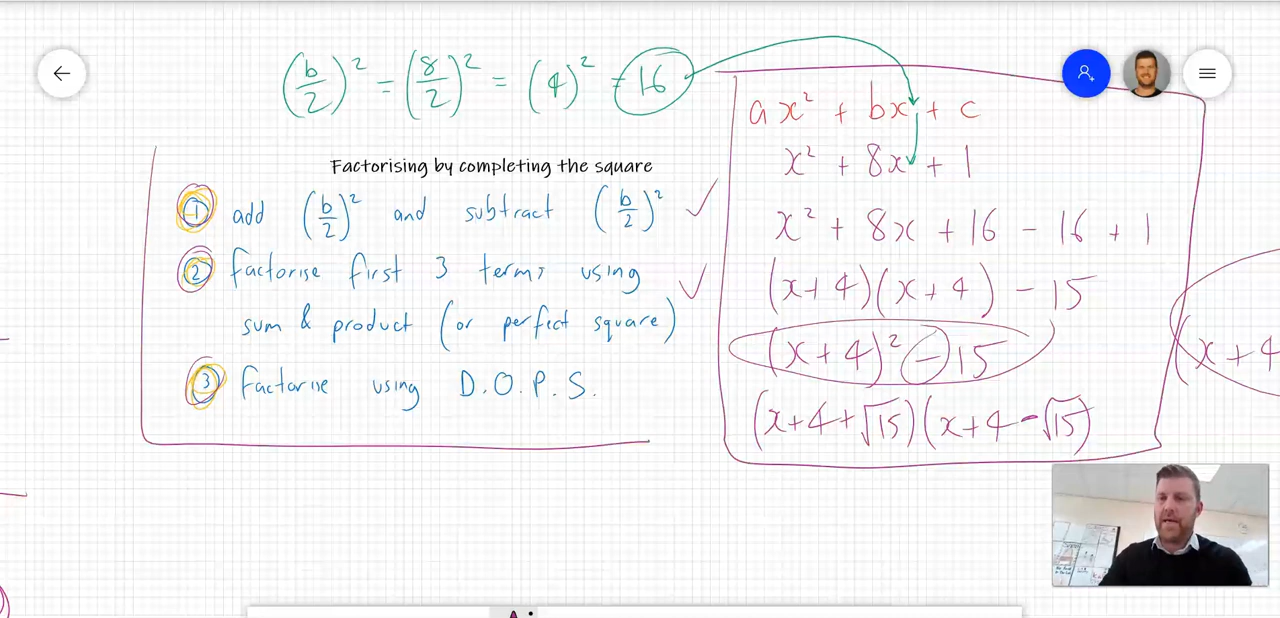 (b/2)² = (8/2)² = (4)² = 16
Factorising by completing the square
1 add (b/2)² and subtract (b/2)² ✓
2 Factorise first 3 terms using ✓
sum & product (or perfect square)
3 Factorise using D.O.P.S.
ax² + bx + c
x² + 8x + 1
x² + 8x + 16 - 16 + 1
(x+4)(x+4) - 15
(x+4)² - 15
(x+4+√15)(x+4-√15)
(x+4